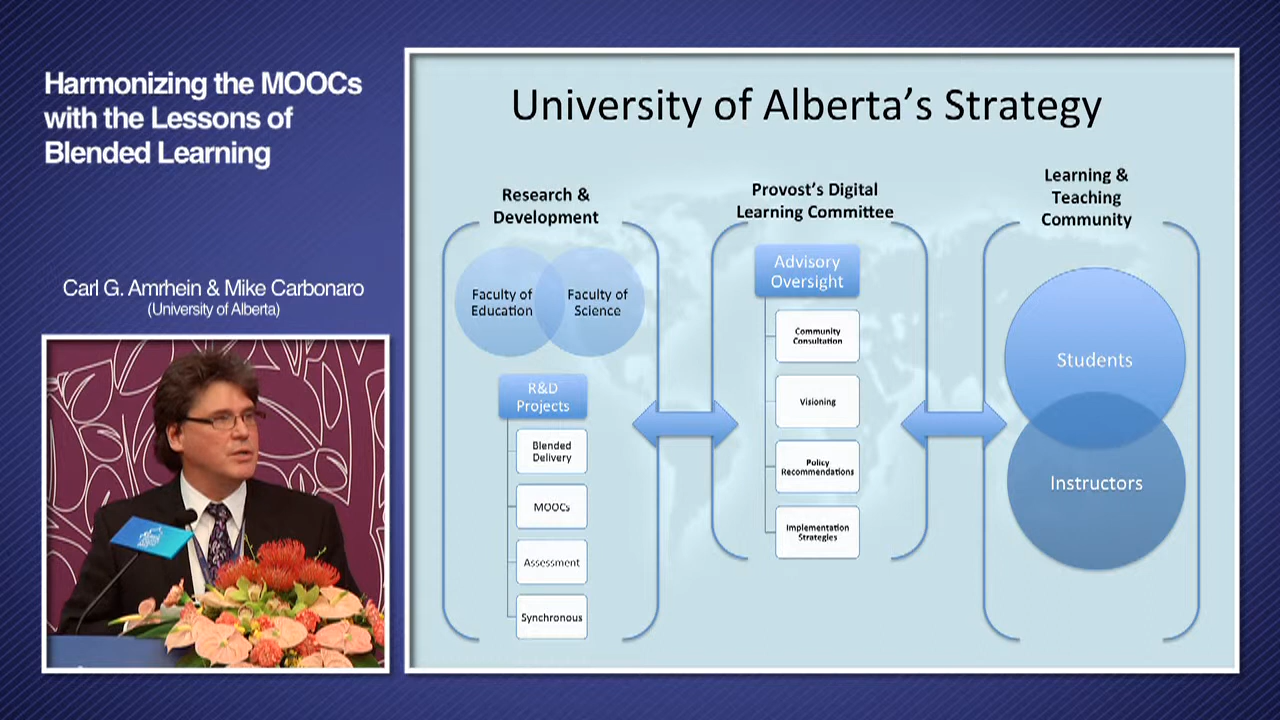 Harmonizing the MOOCs
with the Lessons of
Blended Learning
Carl G. Amrhein & Mike Carbonaro
(University of Alberta)
University of Alberta's Strategy
Research &
Development
Faculty of
Education
Faculty of
Science
R&D
Projects
Blended
Delivery
MOOCs
Assessment
Synchronous
Provost's Digital
Learning Committee
Advisory
Oversight
Community
Consultation
Visioning
Policy
Recommendations
Implementation
Strategies
Learning &
Teaching
Community
Students
Instructors